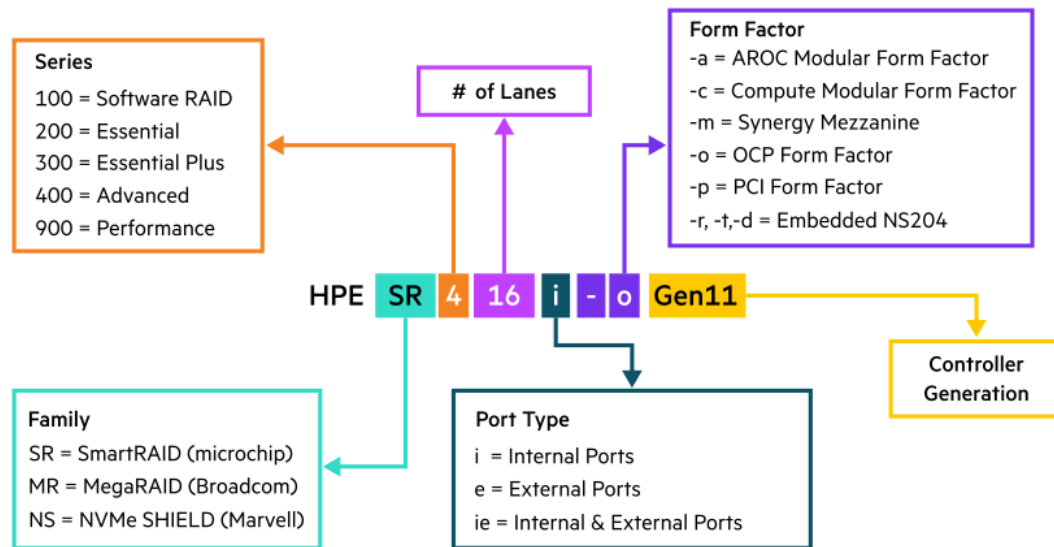 Series
100 = Software RAID
200 = Essential
300 = Essential Plus
400 = Advanced
900 = Performance
# of Lanes
Form Factor
-a = AROC Modular Form Factor
-c = Compute Modular Form Factor
-m = Synergy Mezzanine
-o = OCP Form Factor
-p = PCI Form Factor
-r, -t,-d = Embedded NS204
HPE SR 4 16 i - o Gen11
Family
SR = SmartRAID (microchip)
MR = MegaRAID (Broadcom)
NS = NVMe SHIELD (Marvell)
Port Type
i = Internal Ports
e = External Ports
ie = Internal & External Ports
Controller
Generation